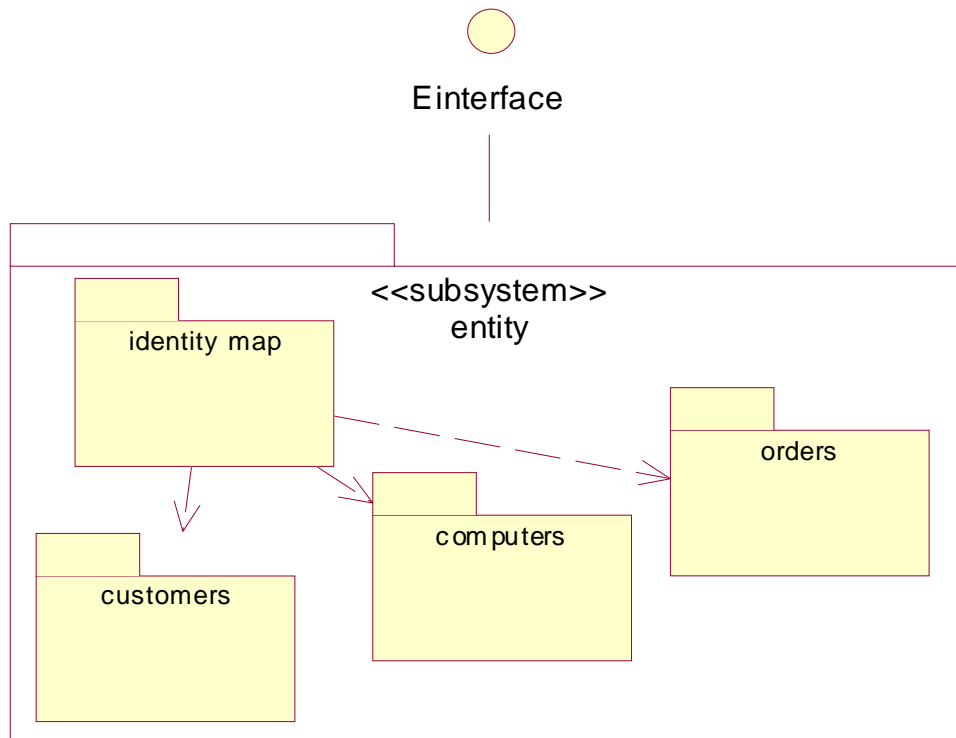 Einterface
<<subsystem>>
entity
identity map
orders
computers
customers